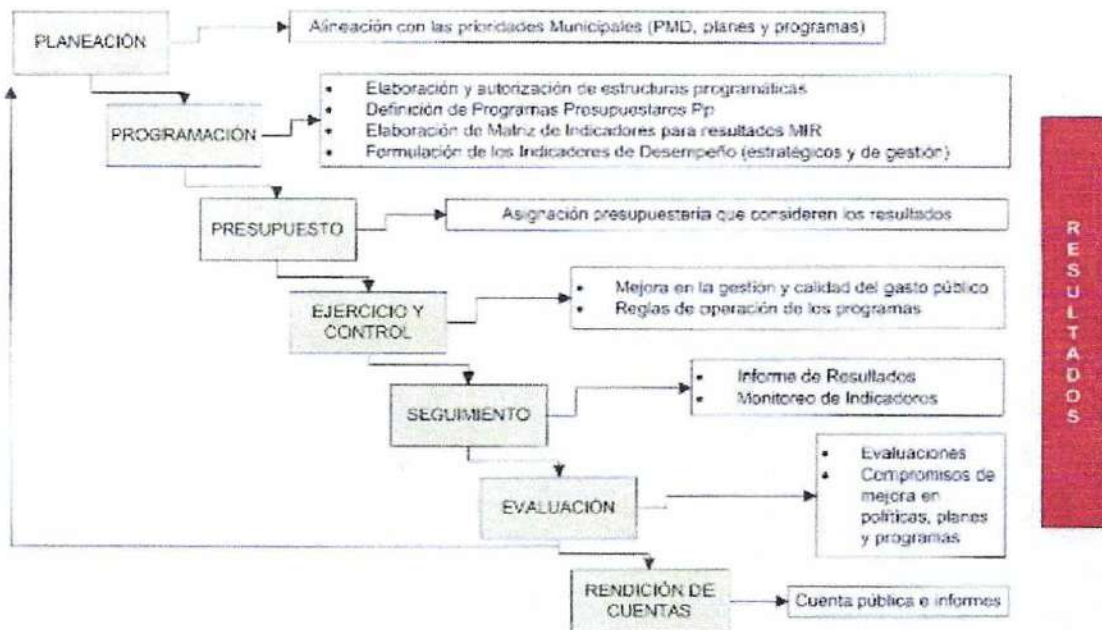 PLANEACIÓN
Alineación con las prioridades Municipales (PMD, planes y programas)
PROGRAMACIÓN
• Elaboración y autorización de estructuras programáticas
• Definición de Programas Presupuestarios Pp
• Elaboración de Matriz de Indicadores para resultados MIR
• Formulación de los Indicadores de Desempeño (estratégicos y de gestión)
PRESUPUESTO
Asignación presupuestaria que consideren los resultados
EJERCICIO Y
CONTROL
• Mejora en la gestión y calidad del gasto público
• Reglas de operación de los programas
SEGUIMIENTO
• Informe de Resultados
• Monitoreo de Indicadores
EVALUACIÓN
• Evaluaciones
• Compromisos de
mejora en
políticas, planes
y programas
RENDICIÓN DE
CUENTAS
Cuenta pública e informes
RESULTADOS